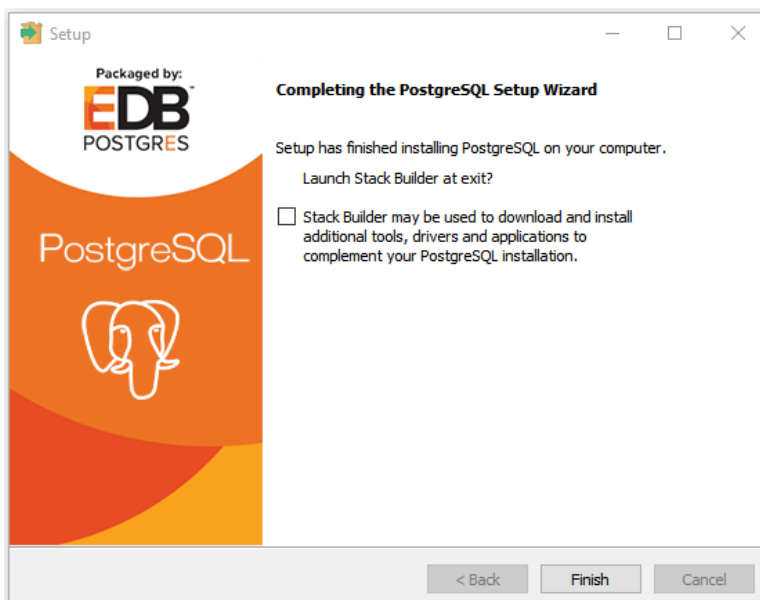 Setup
Packaged by:
EDB
POSTGRES
PostgreSQL
Completing the PostgreSQL Setup Wizard
Setup has finished installing PostgreSQL on your computer.
Launch Stack Builder at exit?
Stack Builder may be used to download and install
additional tools, drivers and applications to
complement your PostgreSQL installation.
< Back
Finish
Cancel